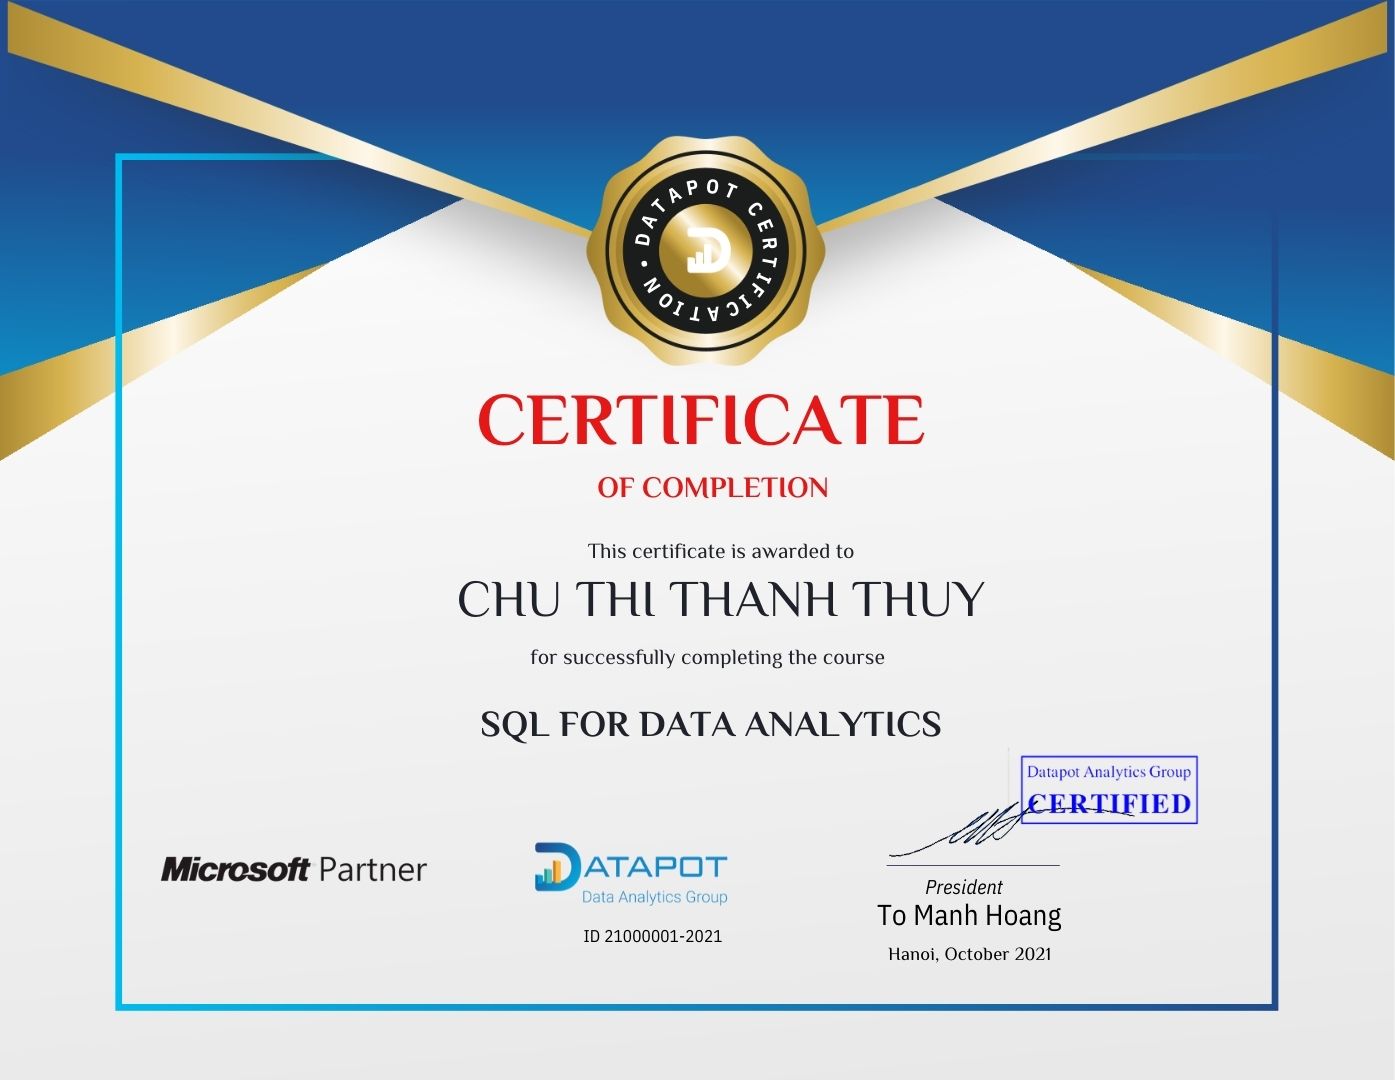 DATAPOT CERTIFICATION •
CERTIFICATE
OF COMPLETION
This certificate is awarded to
CHU THI THANH THUY
for successfully completing the course
SQL FOR DATA ANALYTICS
Datapot Analytics Group
CERTIFIED
Microsoft Partner
DATAPOT
Data Analytics Group
ID 21000001-2021
President
To Manh Hoang
Hanoi, October 2021